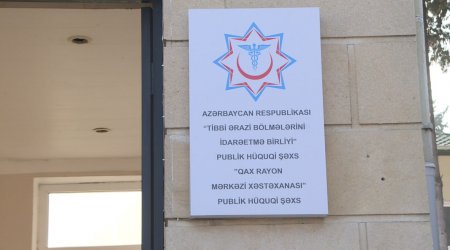 AZƏRBAYCAN RESPUBLİKASI
"TİBBİ ƏRAZİ BÖLMƏLƏRİNİ
İDARƏETMƏ BİRLİYİ"
PUBLİK HÜQUQİ ŞƏXS
"QAX RAYON
MƏRKƏZİ XƏSTƏXANASI"
PUBLİK HÜQUQİ ŞƏXS